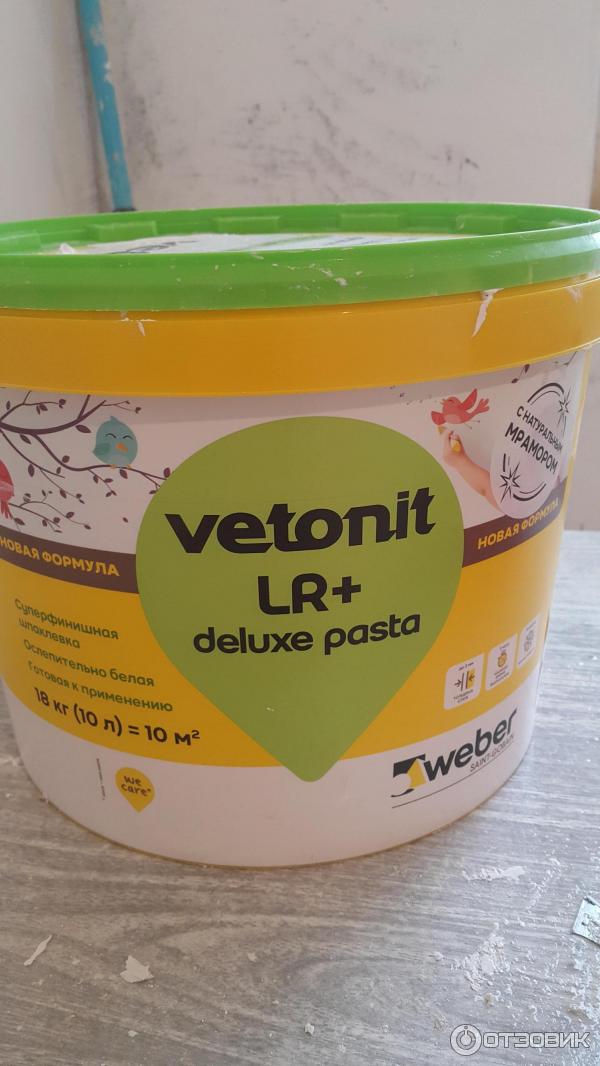 С НАТУРАЛЬНЫМ
МРАМОРОМ
vetonit
LR+
deluxe pasta
НОВАЯ ФОРМУЛА
НОВАЯ ФОРМУЛА
Суперфинишная
шпаклевка
Ослепительно белая
Готовая к применению
18 кг (10 л) = 10 м²
we
care*
weber
SAINT-GOBAIN
ОТЗОВИК